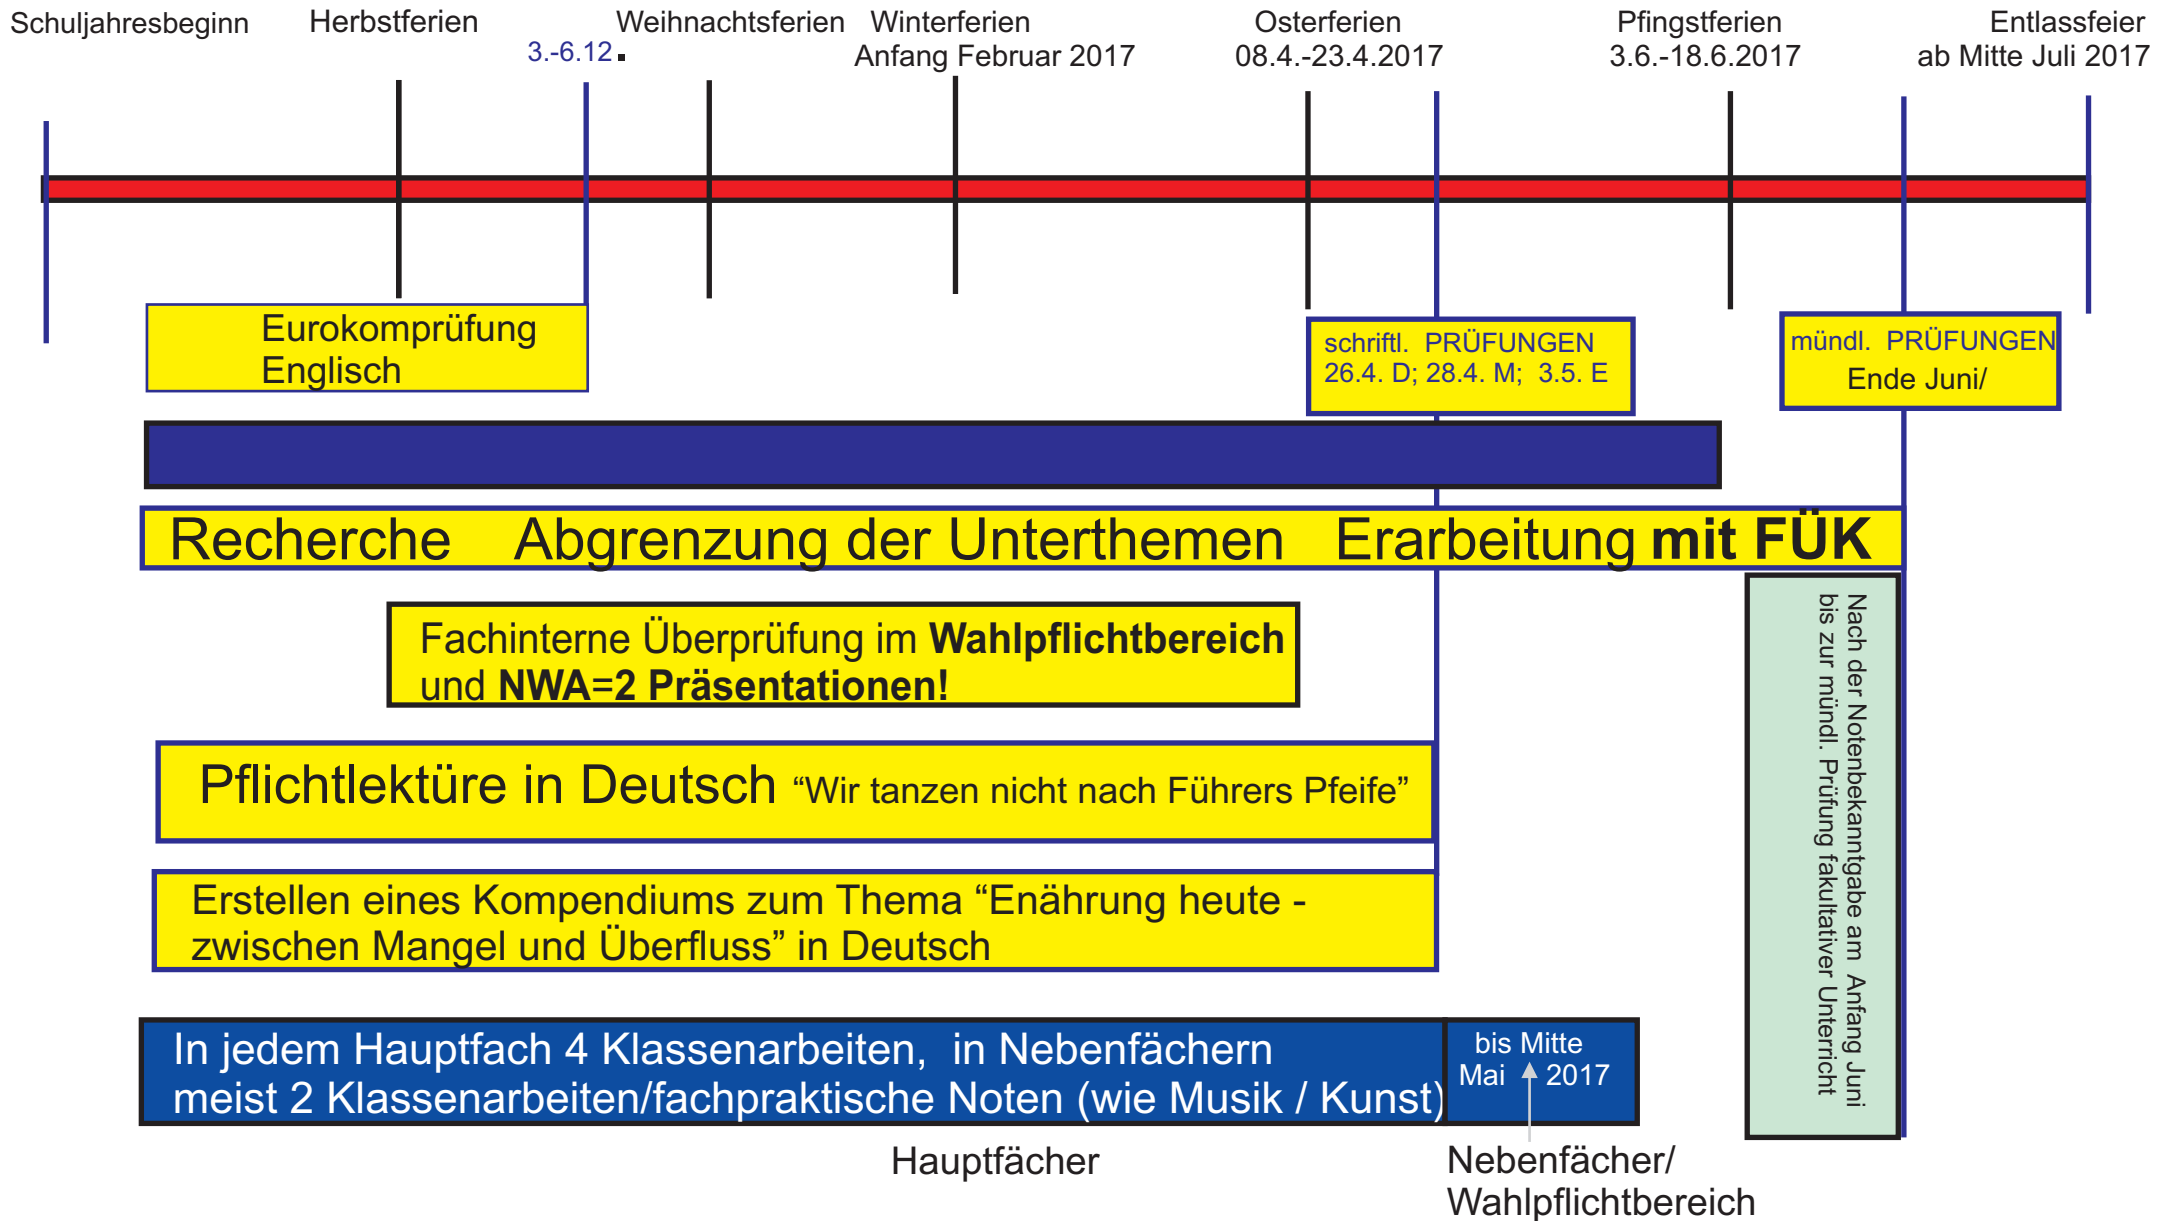 Schuljahresbeginn
Herbstferien
3.-6.12.
Weihnachtsferien
Winterferien
Anfang Februar 2017
Osterferien
08.4.-23.4.2017
Pfingstferien
3.6.-18.6.2017
Entlassfeier
ab Mitte Juli 2017
Eurokomprüfung
Englisch
schriftl. PRÜFUNGEN
26.4. D; 28.4. M; 3.5. E
mündl. PRÜFUNGEN
Ende Juni/
Recherche Abgrenzung der Unterthemen Erarbeitung mit FÜK
Fachinterne Überprüfung im Wahlpflichtbereich
und NWA=2 Präsentationen!
Nach der Notenbekanntgabe am Anfang Juni
bis zur mündl. Prüfung fakultativer Unterricht
Pflichtlektüre in Deutsch “Wir tanzen nicht nach Führers Pfeife”
Erstellen eines Kompendiums zum Thema “Enährung heute -
zwischen Mangel und Überfluss” in Deutsch
In jedem Hauptfach 4 Klassenarbeiten, in Nebenfächern
meist 2 Klassenarbeiten/fachpraktische Noten (wie Musik / Kunst)
bis Mitte
Mai 2017
Hauptfächer
Nebenfächer/
Wahlpflichtbereich